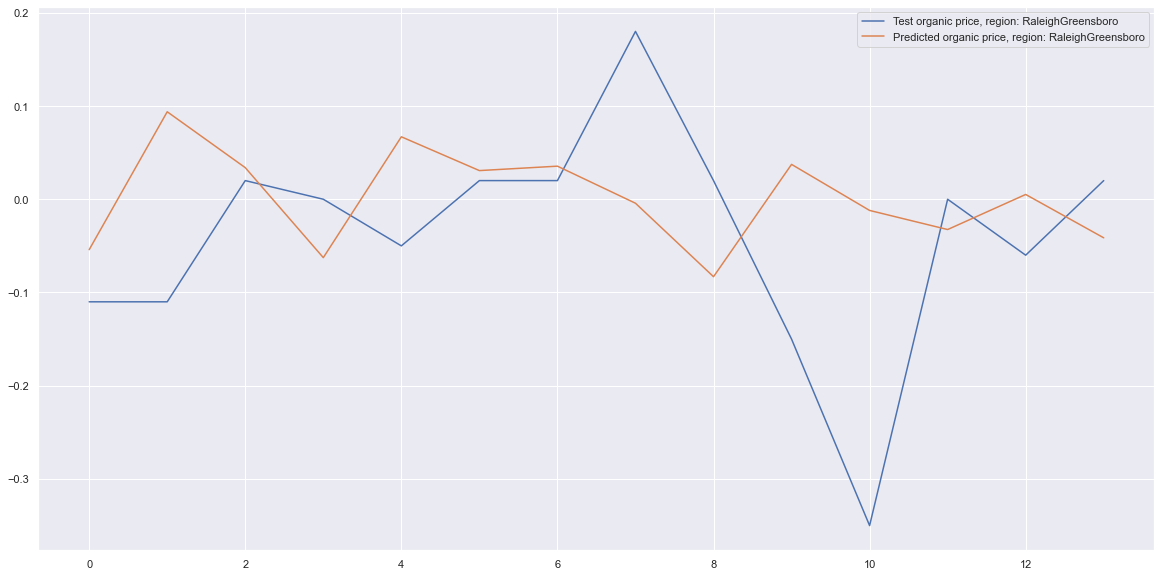 Test organic price, region: RaleighGreensboro
Predicted organic price, region: RaleighGreensboro
0.2
0.1
0.0
−0.1
−0.2
−0.3
0 2 4 6 8 10 12